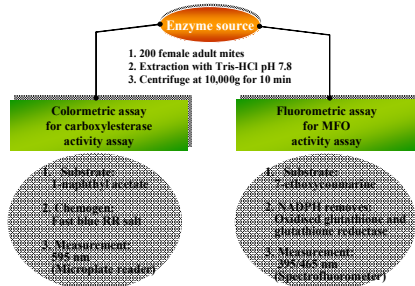 Enzyme source
1. 200 female adult mites
2. Extraction with Tris-HCl pH 7.8
3. Centrifuge at 10,000g for 10 min
Colormetric assay
for carboxylesterase
activity assay
1. Substrate:
1-naphthyl acetate
2. Chemogen:
Fast blue RR salt
3. Measurement:
595 nm
(Microplate reader)
Fluorometric assay
for MFO
activity assay
1. Substrate:
7-ethoxycoumarine
2. NADPH removes:
Oxidised glutathione and
glutathione reductase
3. Measurement:
395/465 nm
(Spectrofluorometer)